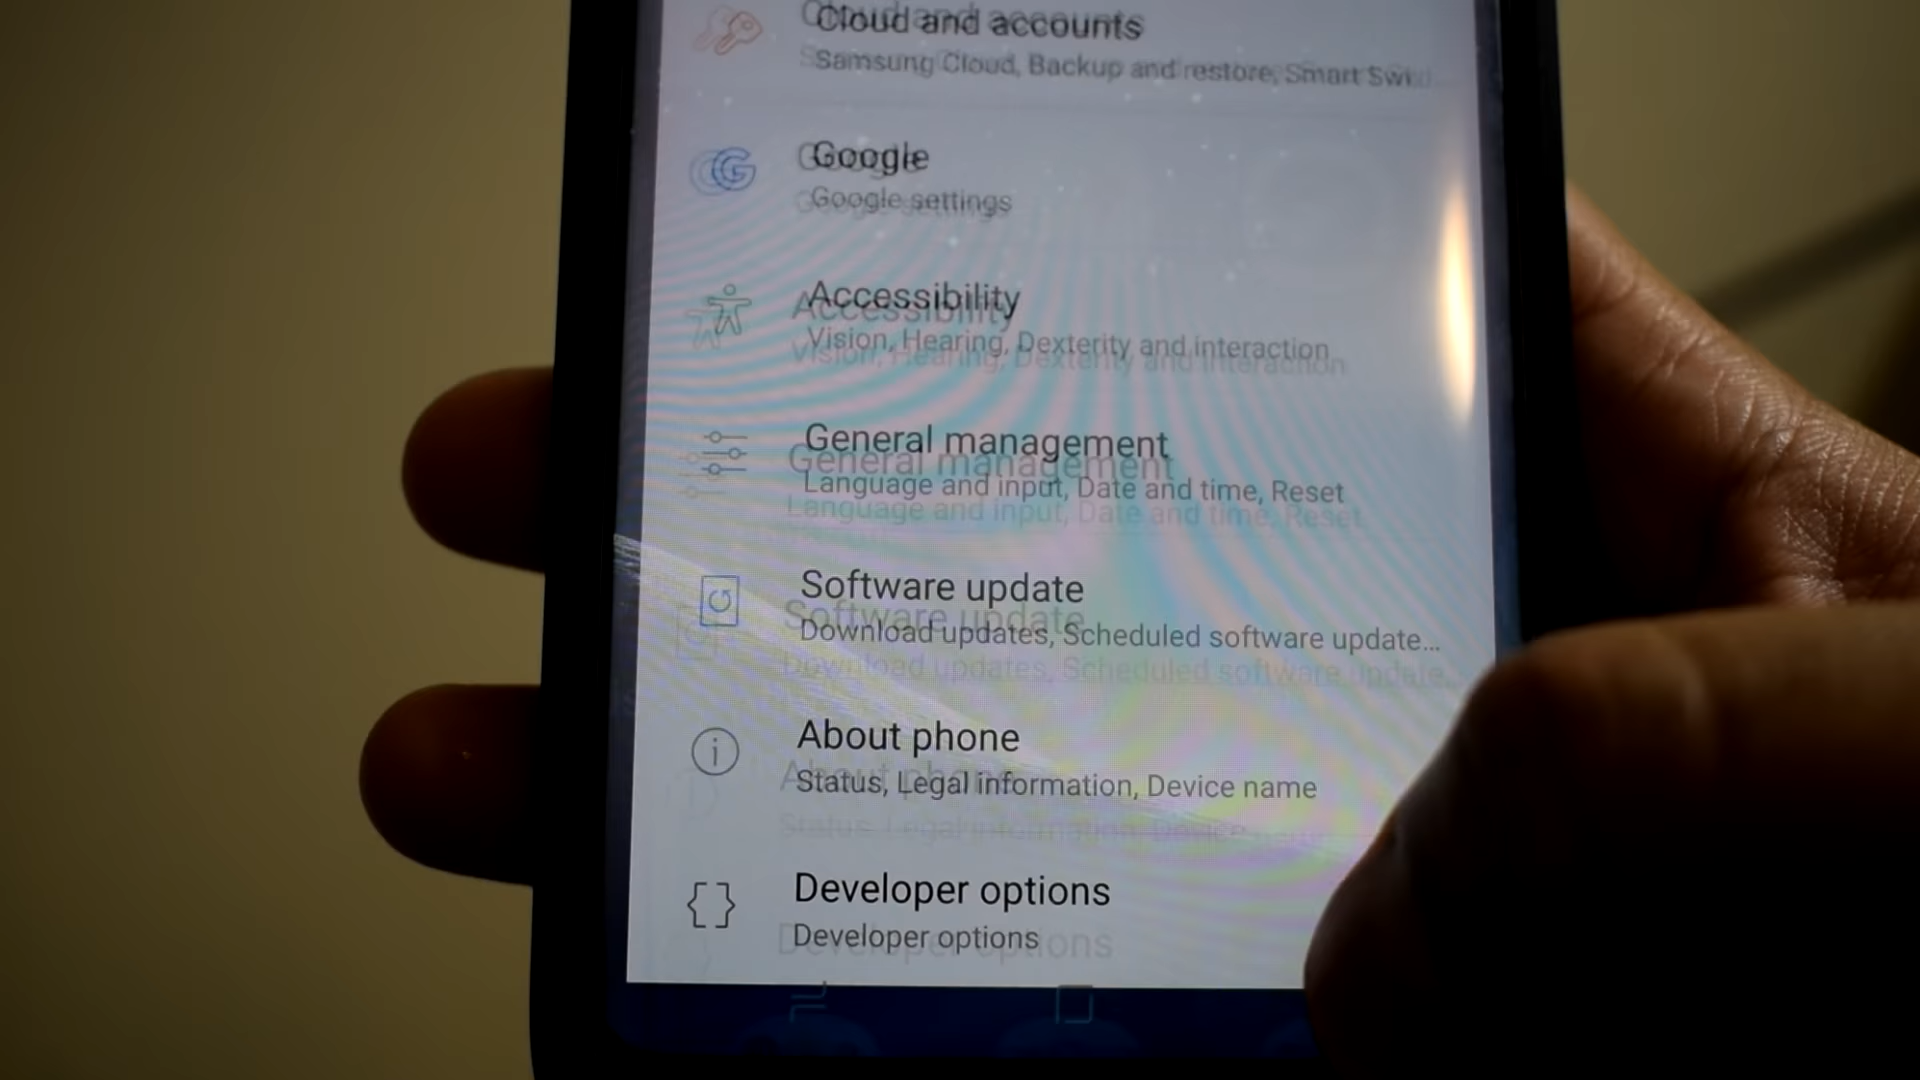 Cloud and accounts
Samsung Cloud, Backup and restore, Smart Swi
Google
Google settings
Accessibility
Vision, Hearing, Dexterity and interaction
General management
Language and input, Date and time, Reset
Software update
Download updates, Scheduled software update...
About phone
Status, Legal information, Device name
Developer options
Developer options